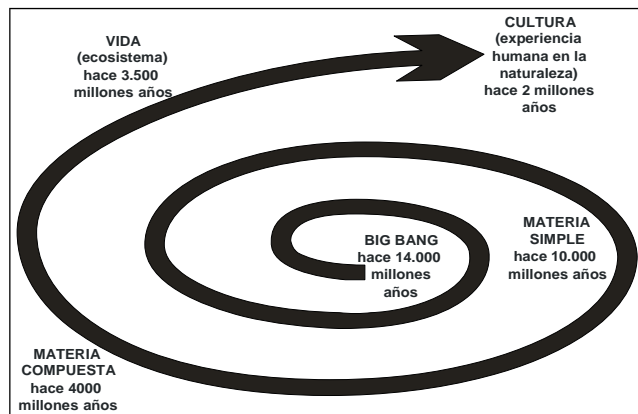 VIDA
(ecosistema)
hace 3.500
millones años
CULTURA
(experiencia
humana en la
naturaleza)
hace 2 millones
años
BIG BANG
hace 14.000
millones
años
MATERIA
SIMPLE
hace 10.000
millones años
MATERIA
COMPUESTA
hace 4000
millones años